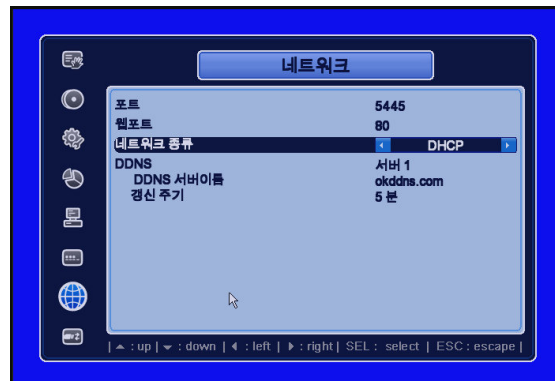 네트워크
포트 5445
웹포트 80
네트워크 종류 DHCP
DDNS 서버 1
DDNS 서버이름 okddns.com
갱신 주기 5 분
| ▲ : up | ▼ : down | ◀ : left | ▶ : right | SEL : select | ESC : escape |